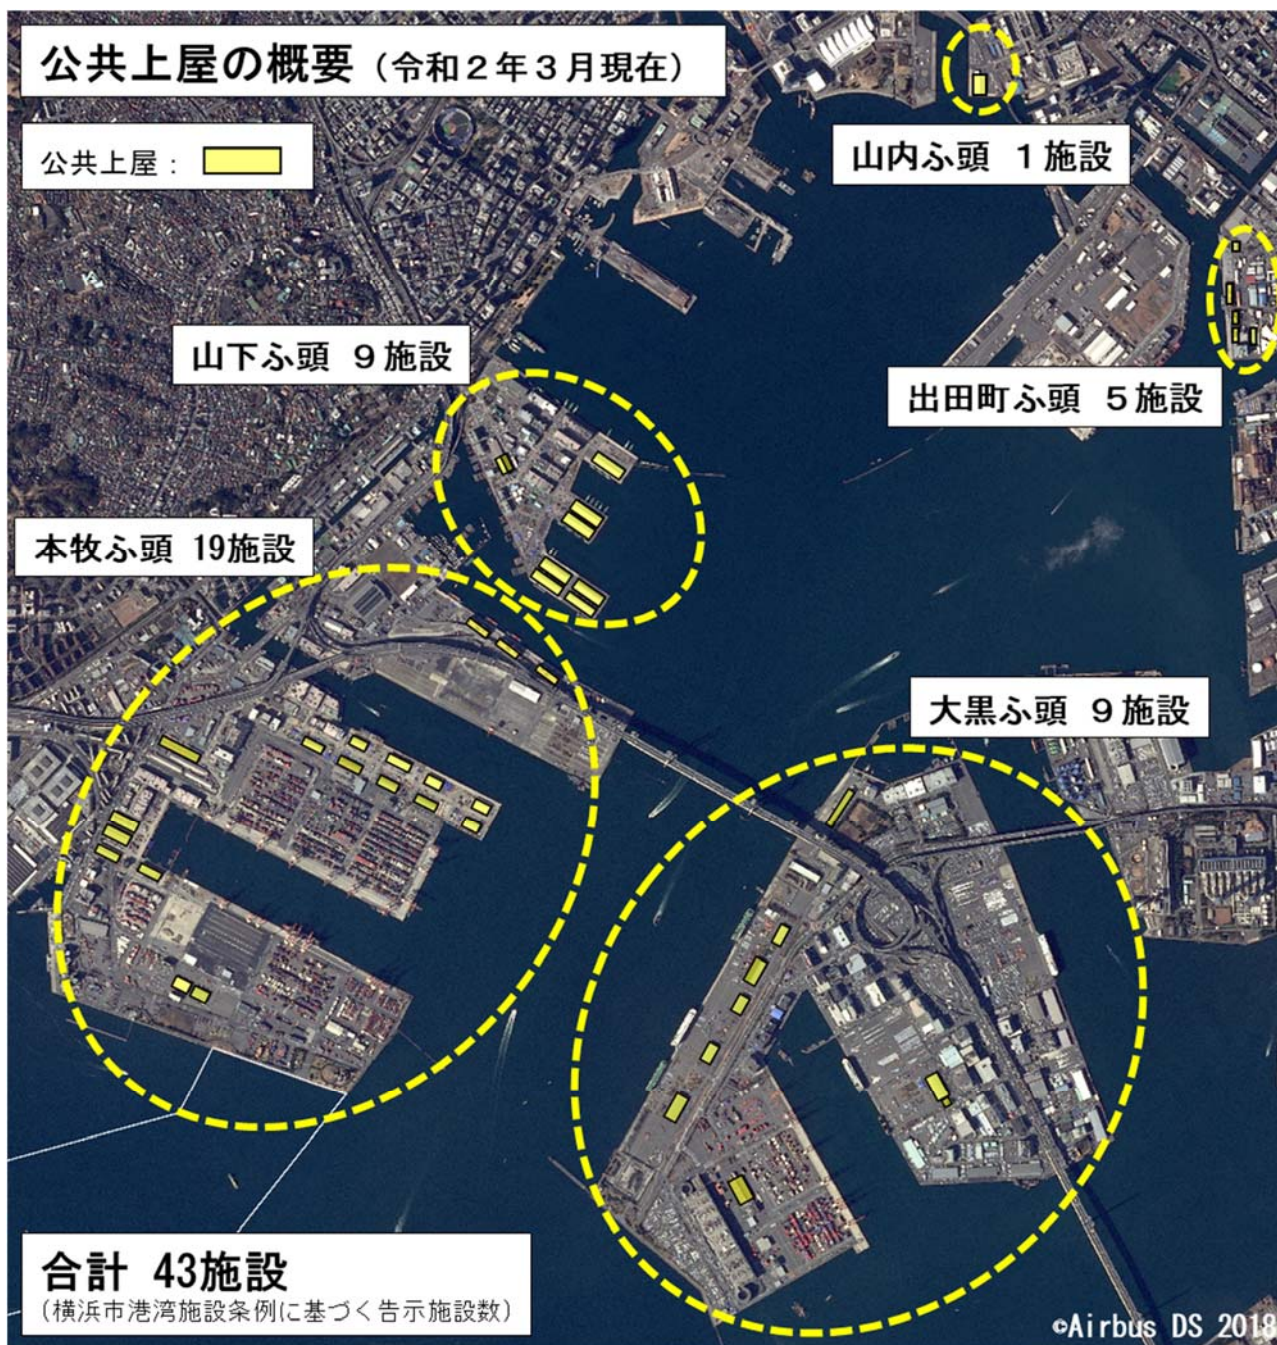 公共上屋の概要（令和２年３月現在）
公共上屋：
山内ふ頭 １施設
山下ふ頭 ９施設
出田町ふ頭 ５施設
本牧ふ頭 19施設
大黒ふ頭 ９施設
合計 43施設
（横浜市港湾施設条例に基づく告示施設数）
©Airbus DS 2018